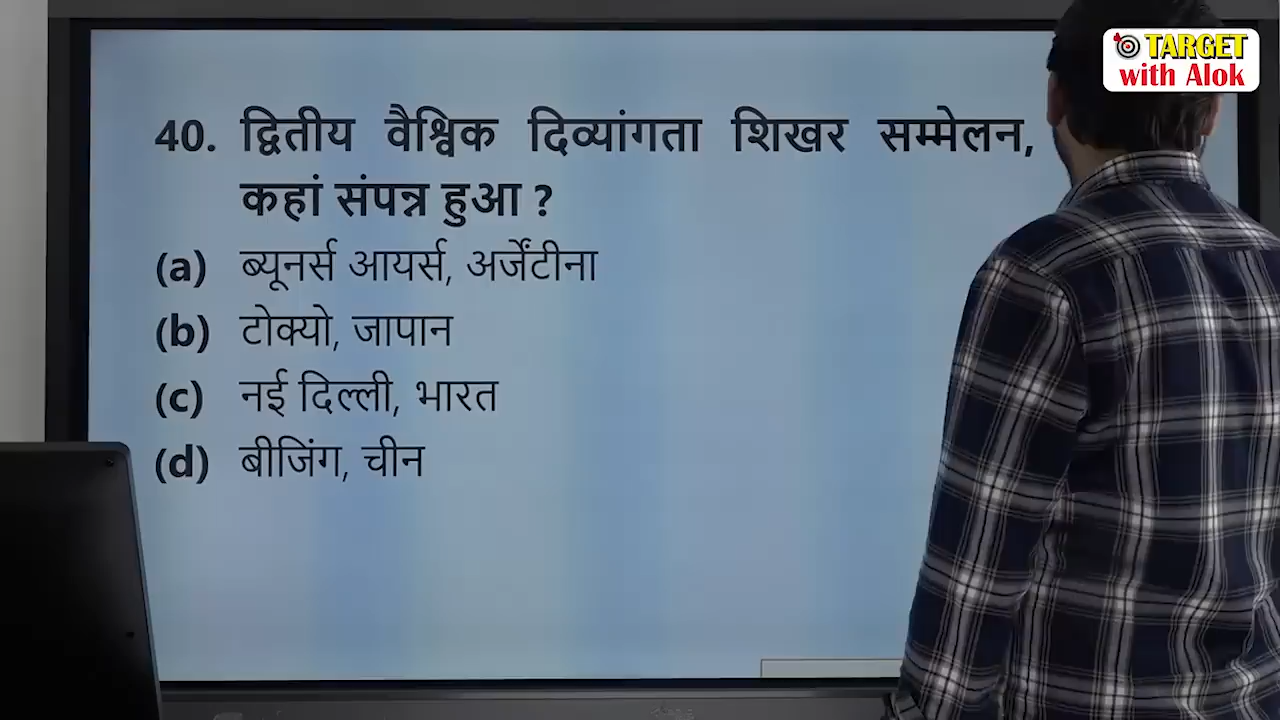 TARGET
with Alok
40. द्वितीय वैश्विक दिव्यांगता शिखर सम्मेलन,
कहां संपन्न हुआ ?
(a) ब्यूनर्स आयर्स, अर्जेंटीना
(b) टोक्यो, जापान
(c) नई दिल्ली, भारत
(d) बीजिंग, चीन